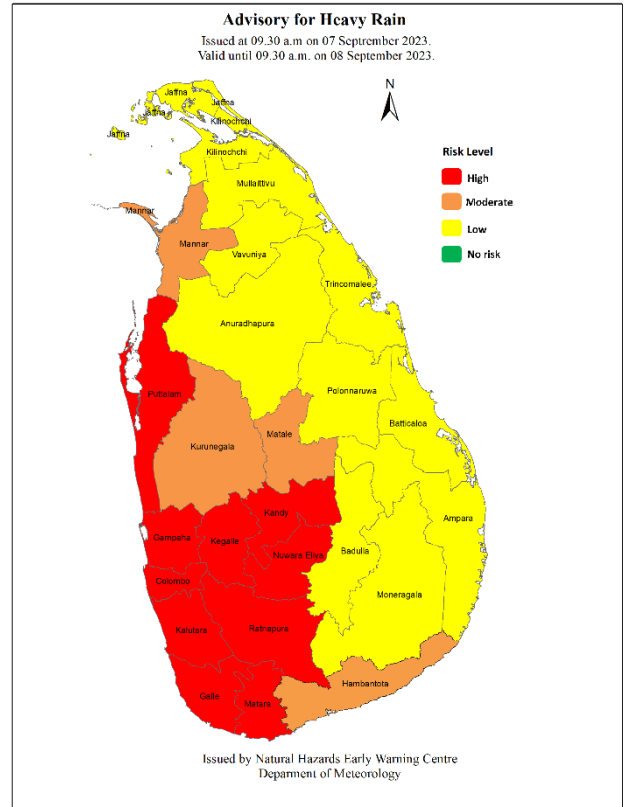 Advisory for Heavy Rain
Issued at 09.30 a.m on 07 Septrember 2023.
Valid until 09.30 a.m. on 08 September 2023.
N
Jaffna
Jaffna
Jaffna
Kilinochchi
Jaffna
Kilinochchi
Mullaittivu
Risk Level
High
Moderate
Low
No risk
Mannar
Mannar
Vavuniya
Trincomalee
Anuradhapura
Puttalam
Polonnaruwa
Batticaloa
Kurunegala
Matale
Kandy
Ampara
Gampaha
Kegalle
Nuwara Eliya
Badulla
Colombo
Moneragala
Kalutara
Ratnapura
Hambantota
Galle
Matara
Issued by Natural Hazards Early Warning Centre
Deparment of Meteorology